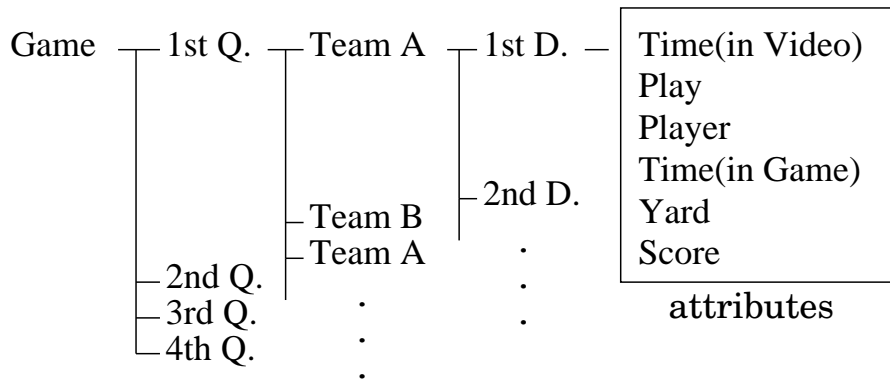 Game 1st Q. Team A 1st D. Time(in Video)
Play
Player
Time(in Game)
2nd D.
Yard
Team B
Team A
Score
2nd Q.
3rd Q.
4th Q.
attributes